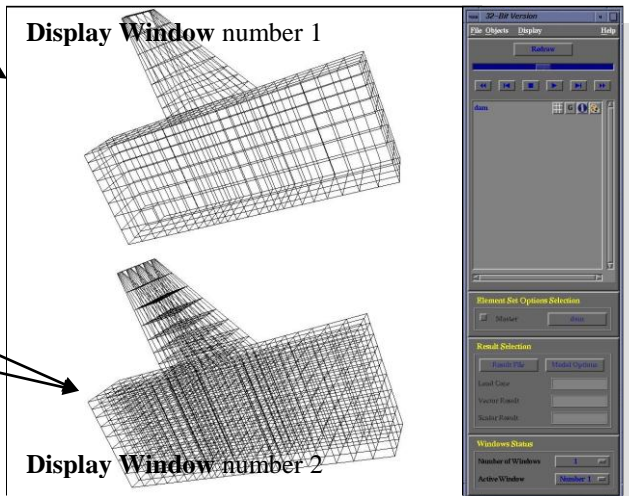 Display Window number 1
Display Window number 2
32-Bit Version
File Objects Display Help
Redraw
dam G
Element Set Options Selection
Master dam
Result Selection
Result File Model Options
Load Case
Vector Result
Scalar Result
Windows Status
Number of Windows 1
Active Window Number 1